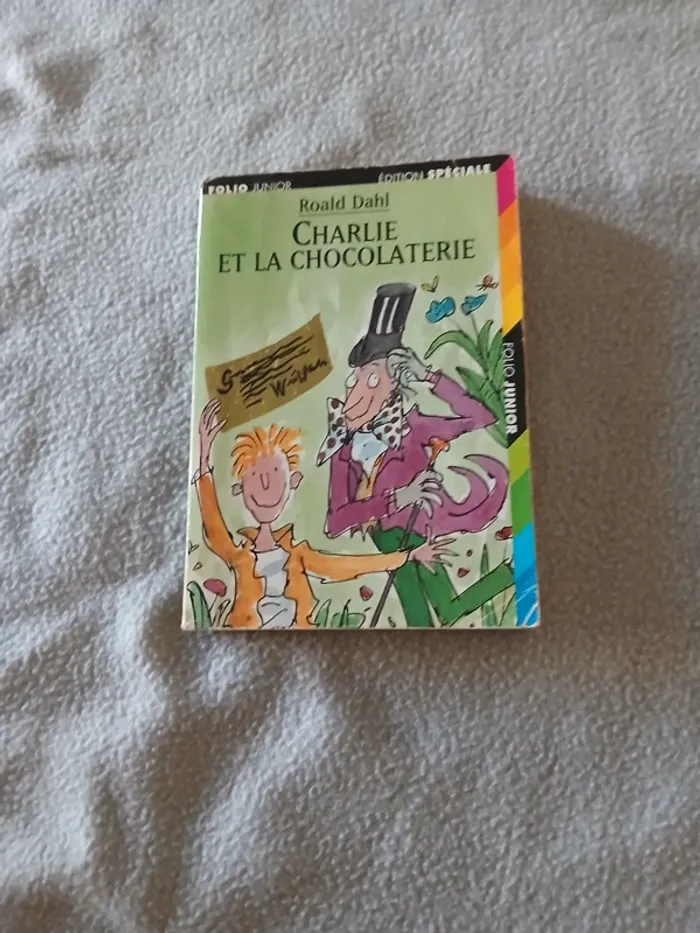 FOLIO JUNIOR ÉDITION SPÉCIALE
Roald Dahl
CHARLIE
ET LA CHOCOLATERIE
FOLIO JUNIOR